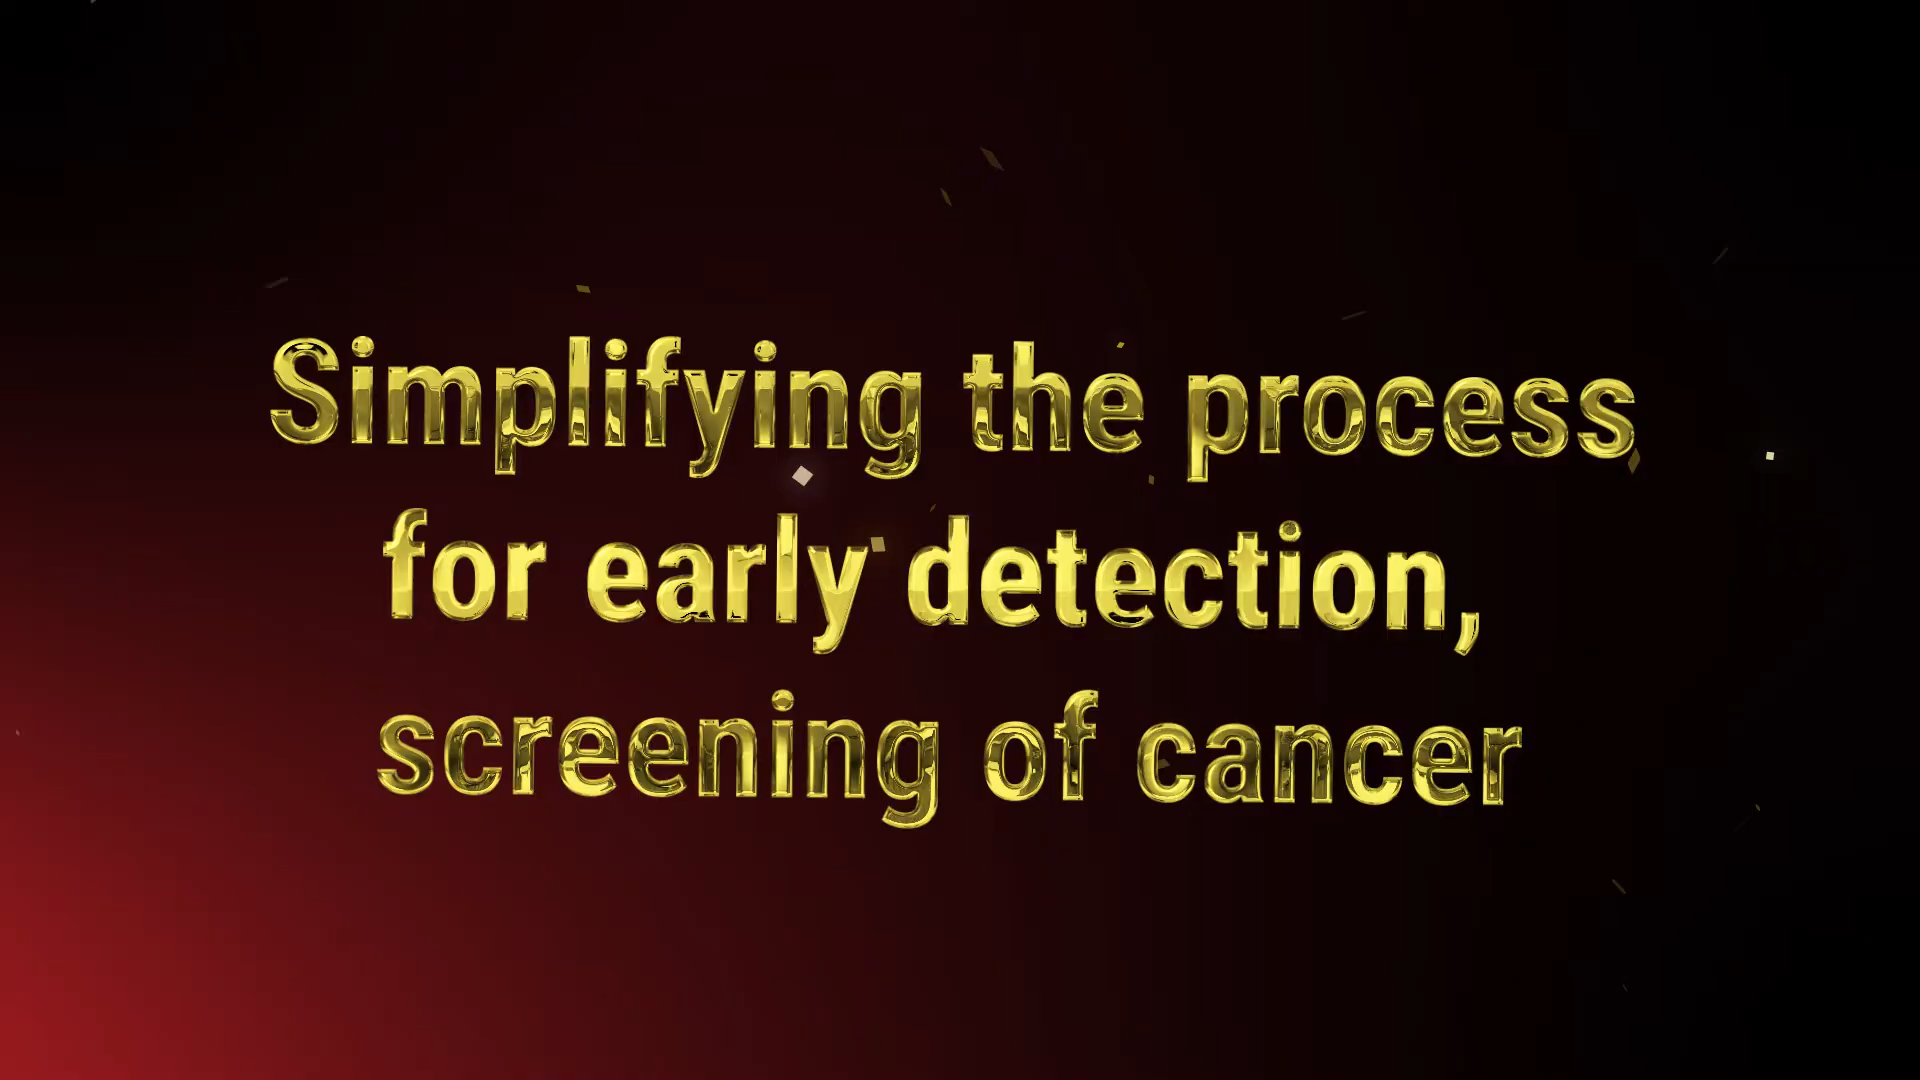 Simplifying the process
for early detection,
screening of cancer